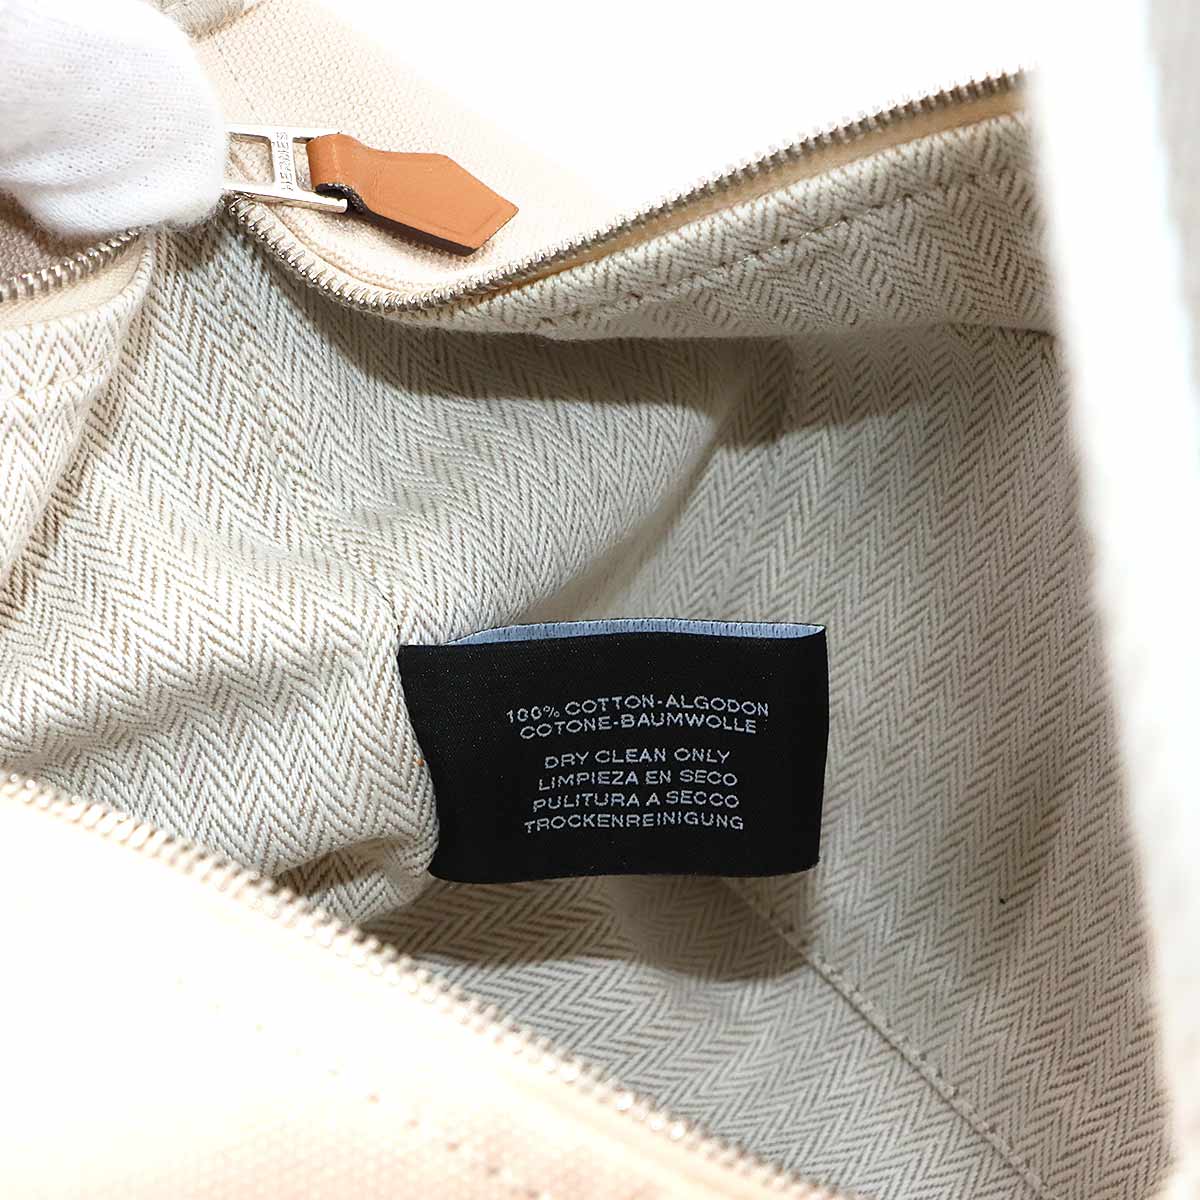 HERMES
100% COTTON-ALGODON
COTONE-BAUMWOLLE
DRY CLEAN ONLY
LIMPIEZA EN SECO
PULITURA A SECCO
TROCKENREINIGUNG